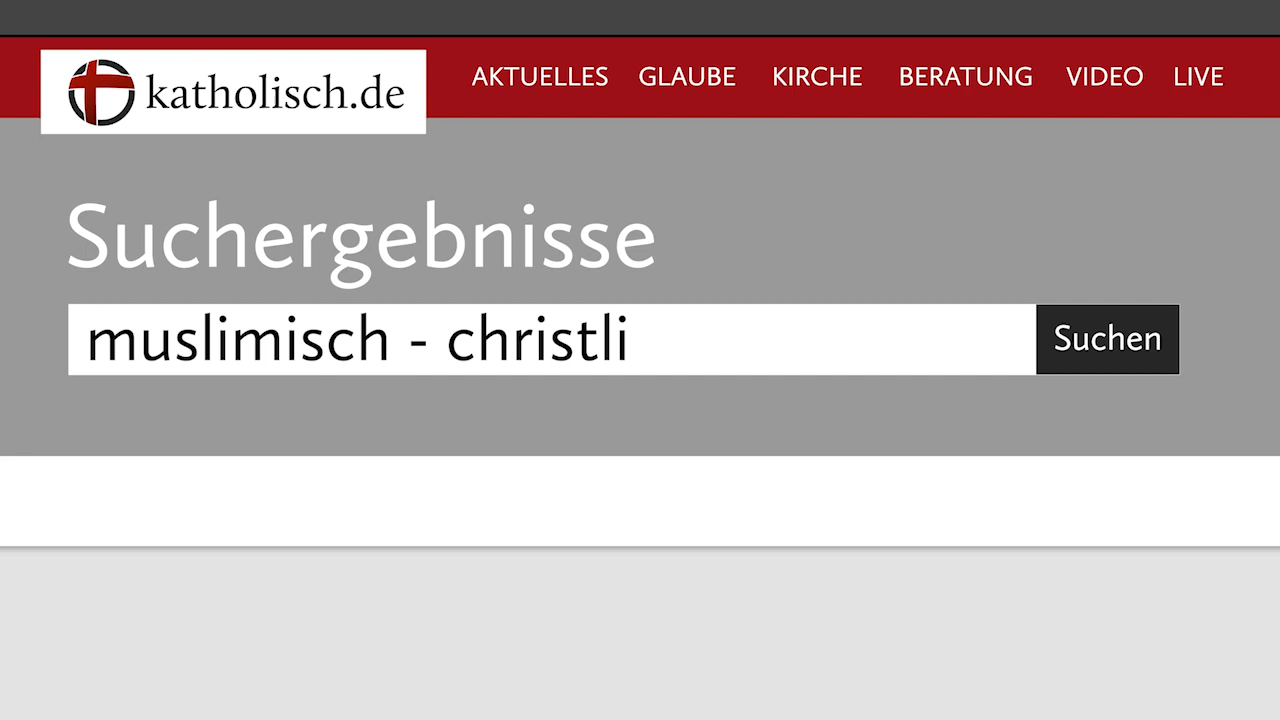 katholisch.de
AKTUELLES GLAUBE KIRCHE BERATUNG VIDEO LIVE
Suchergebnisse
muslimisch - christli
Suchen